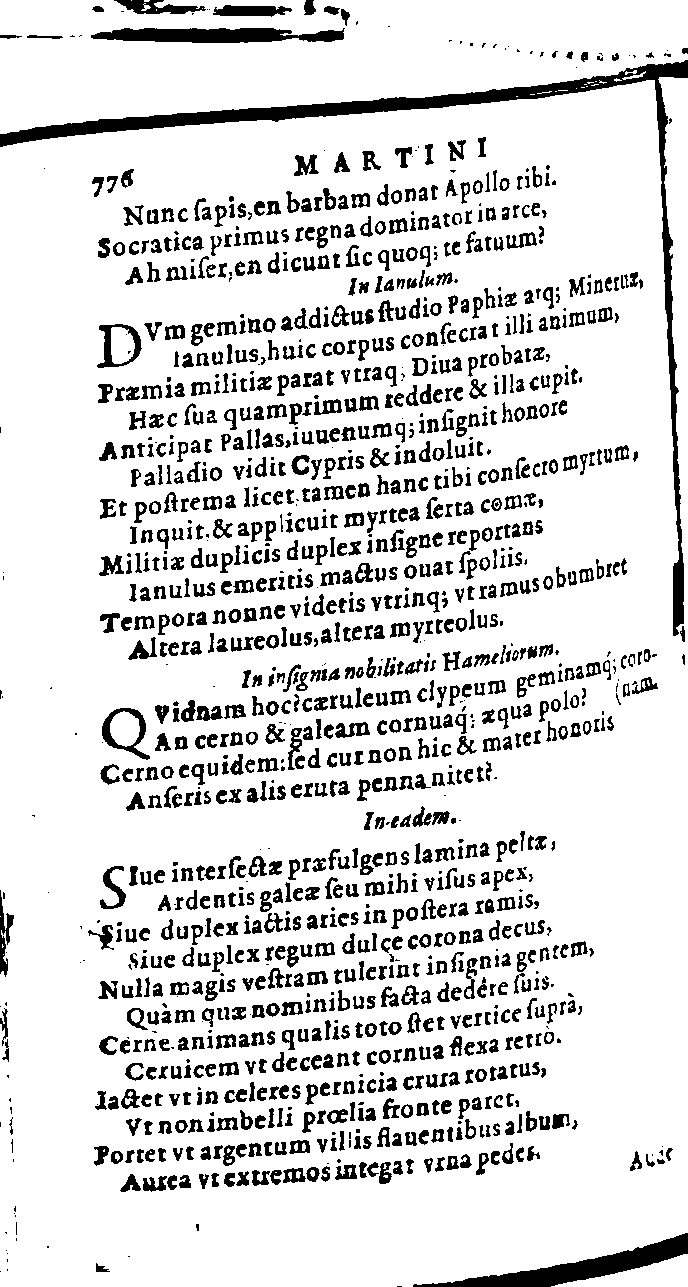 776 MARTINI
Nunc ſapis,en barbam donat Apollo tibi.
Socratica primus regna dominator in arce,
Ah miſer,en dicunt ſic quoq; te fatuum?
In Ianulum.
DVm gemino addictus ſtudio Paphiæ atq; Mineruæ,
Ianulus,huic corpus conſecrat illi animum,
Præmia militiæ parat vtraq; Diua probatæ,
Hæc ſua quamprimum reddere & illa cupit.
Anticipat Pallas,iuuenumq; inſignit honore
Palladio vidit Cypris & indoluit.
Et poſtrema licet, tamen hanc tibi conſecro myrtum,
Inquit.& applicuit myrtea ſerta comæ,
Militiæ duplicis duplex inſigne reportans
Ianulus emeritis mactus ouat ſpoliis.
Tempora nonne videtis vtrinq; vt ramus obumbret
Altera laureolus,altera myrteolus.
In inſignia nobilitatis Hameliorum.
QVidnam hoc?cæruleum clypeum geminamq́; coro-
An cerno & galeam cornuaq́; æqua polo? (nam.
Cerno equidem:ſed cur non hic & mater honoris
Anſeris ex alis eruta penna nitet?
In eadem.
SIue interſectæ præfulgens lamina peltæ,
Ardentis galeæ ſeu mihi viſus apex,
Siue duplex iactis aries in poſtera ramis,
Siue duplex regum dulce corona decus,
Nulla magis veſtram tulerint inſignia gentem,
Quàm quæ nominibus facta dedére ſuis.
Cerne animans qualis toto ſtet vertice ſuprà,
Ceruicem vt deceant cornua flexa retrò.
Iactet vt in celeres pernicia crura rotatus,
Vt non imbelli prœlia fronte paret,
Portet vt argentum villis flauentibus album,
Aurea vt extremos integat vrna pedes.